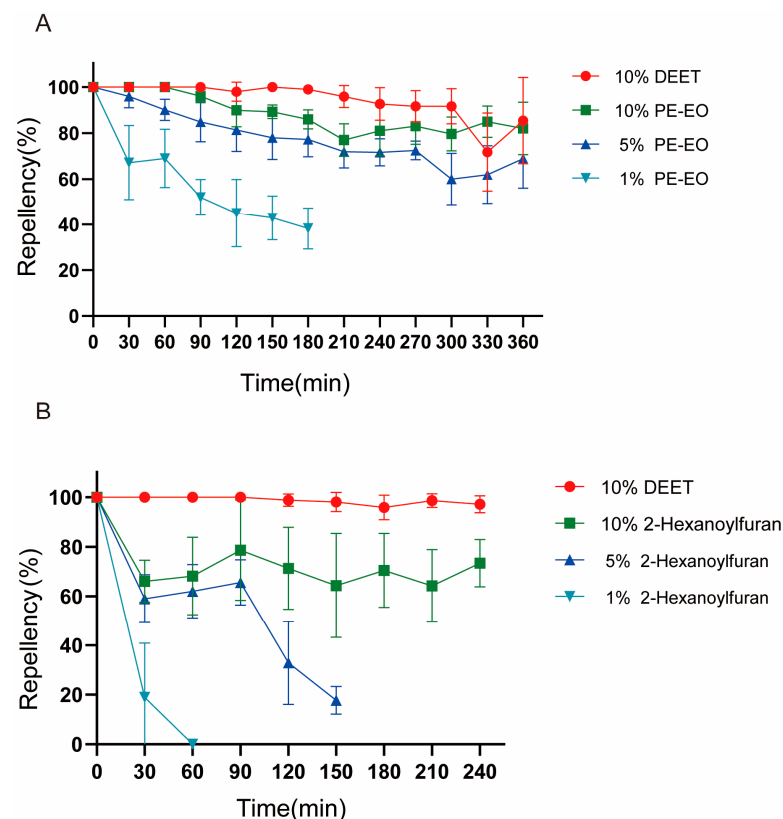 A
Repellency(%)
100
80
60
40
20
0
0 30 60 90 120 150 180 210 240 270 300 330 360
Time(min)
10% DEET
10% PE-EO
5% PE-EO
1% PE-EO
B
Repellency(%)
100
80
60
40
20
0
0 30 60 90 120 150 180 210 240
Time(min)
10% DEET
10% 2-Hexanoylfuran
5% 2-Hexanoylfuran
1% 2-Hexanoylfuran